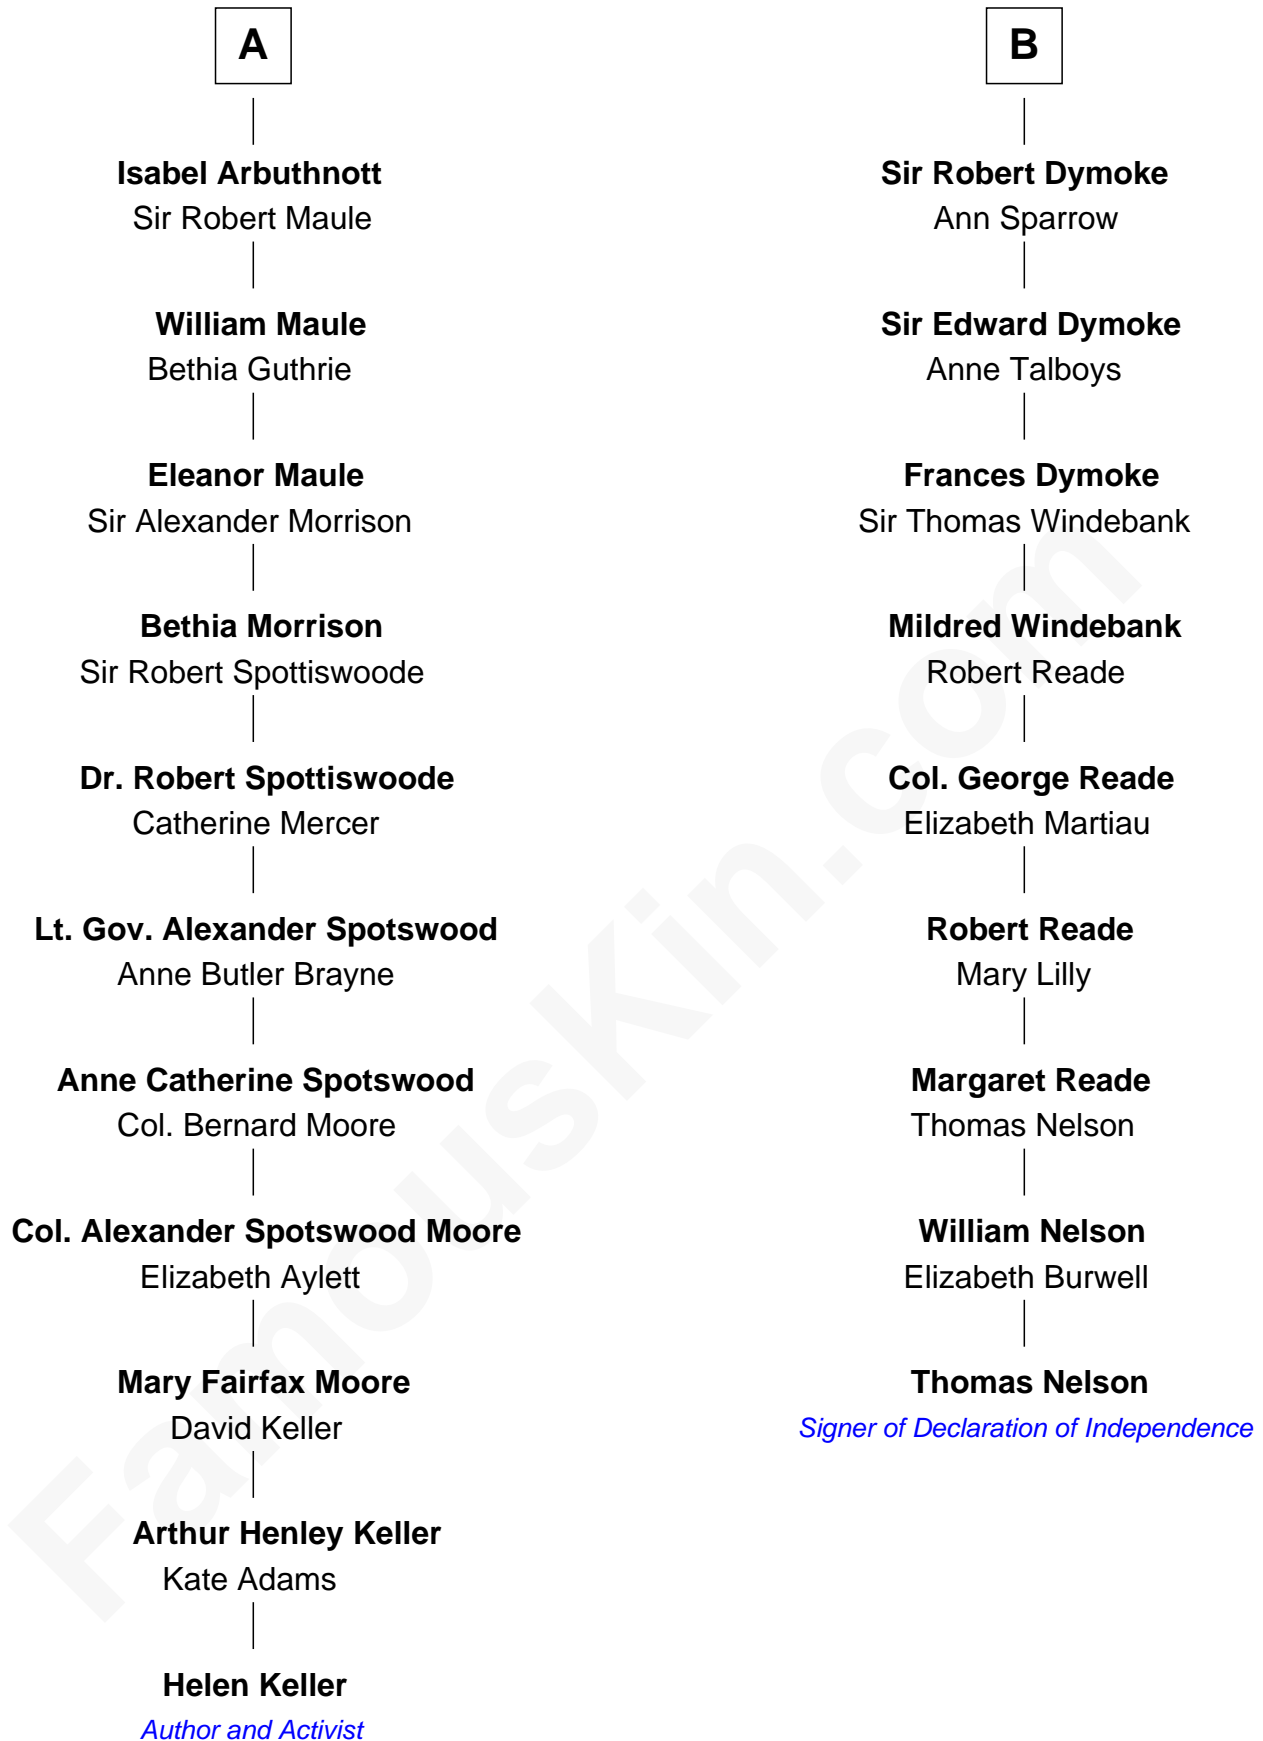 A
Isabel Arbuthnott
Sir Robert Maule
William Maule
Bethia Guthrie
Eleanor Maule
Sir Alexander Morrison
Bethia Morrison
Sir Robert Spottiswoode
Dr. Robert Spottiswoode
Catherine Mercer
Lt. Gov. Alexander Spotswood
Anne Butler Brayne
Anne Catherine Spotswood
Col. Bernard Moore
Col. Alexander Spotswood Moore
Elizabeth Aylett
Mary Fairfax Moore
David Keller
Arthur Henley Keller
Kate Adams
Helen Keller
Author and Activist
B
Sir Robert Dymoke
Ann Sparrow
Sir Edward Dymoke
Anne Talboys
Frances Dymoke
Sir Thomas Windebank
Mildred Windebank
Robert Reade
Col. George Reade
Elizabeth Martiau
Robert Reade
Mary Lilly
Margaret Reade
Thomas Nelson
William Nelson
Elizabeth Burwell
Thomas Nelson
Signer of Declaration of Independence
FamousKin.com